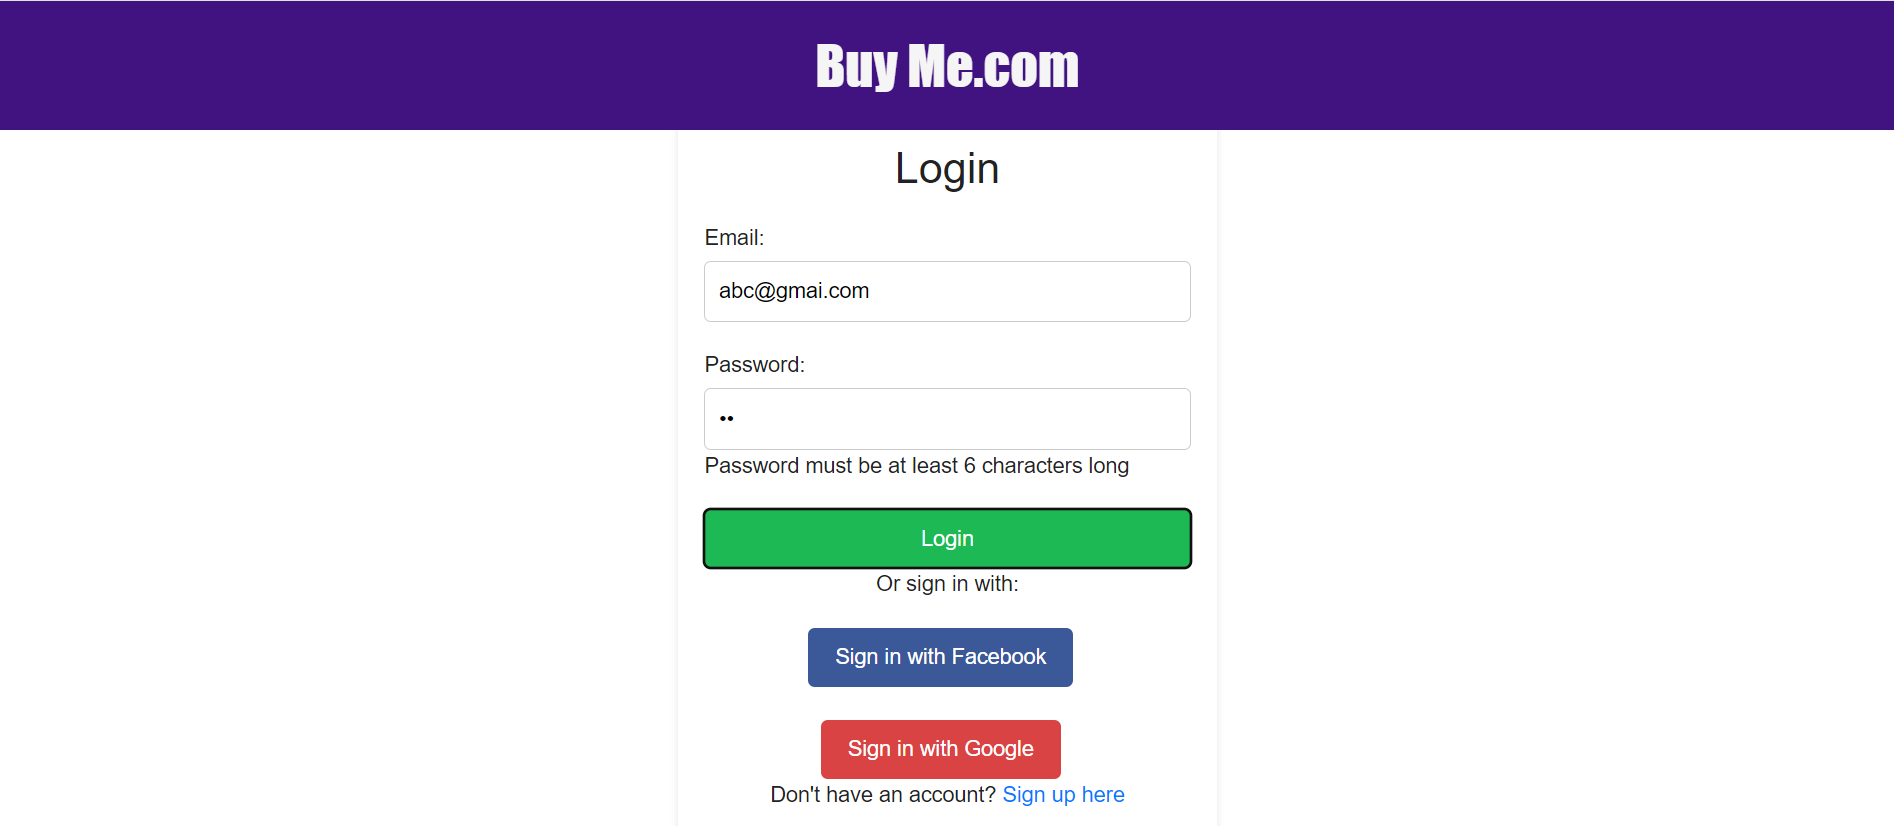 Buy Me.com
Login
Email:
abc@gmai.com
Password:
••
Password must be at least 6 characters long
Login
Or sign in with:
Sign in with Facebook
Sign in with Google
Don't have an account? Sign up here